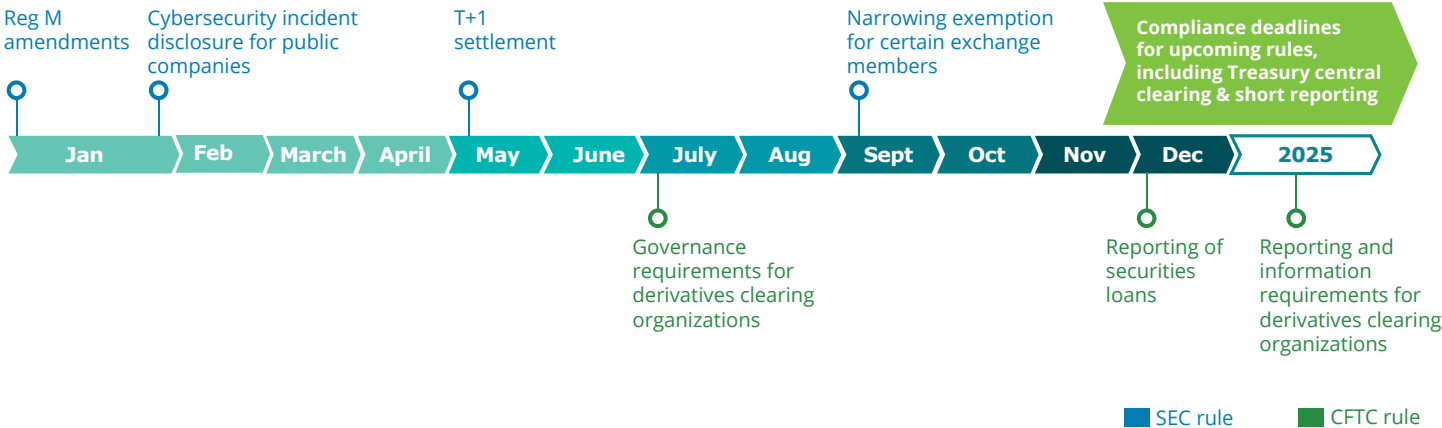 Reg M
amendments
Cybersecurity incident
disclosure for public
companies
T+1
settlement
Narrowing exemption
for certain exchange
members
Compliance deadlines
for upcoming rules,
including Treasury central
clearing & short reporting
Jan
Feb
March
April
May
June
July
Aug
Sept
Oct
Nov
Dec
2025
Governance
requirements for
derivatives clearing
organizations
Reporting of
securities
loans
Reporting and
information
requirements for
derivatives clearing
organizations
SEC rule
CFTC rule